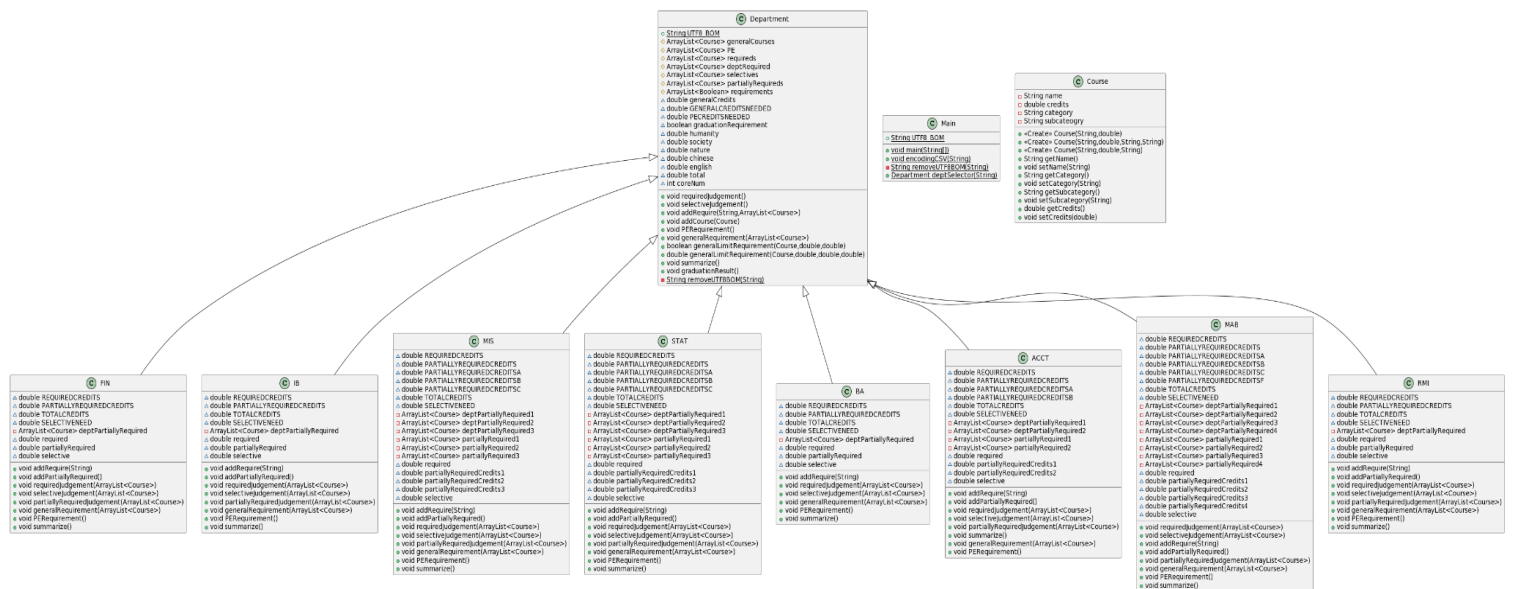 C Department
String UTF8_BOM
ArrayList<Course> generalCourses
ArrayList<Course> PE
ArrayList<Course> requireds
ArrayList<Course> deptRequired
ArrayList<Course> selectives
ArrayList<Course> partiallyRequireds
ArrayList<Boolean> requirements
double generalCredits
double GENERALCREDITSNEEDED
double PECREDITSNEEDED
boolean graduationRequirement
double humanity
double society
double nature
double chinese
double english
double total
int coreNum
void requiredJudgement()
void selectiveJudgement()
void addRequire(String,ArrayList<Course>)
void addCourse(Course)
void PERequirement()
void generalRequirement(ArrayList<Course>)
boolean generalLimitRequirement(Course,double,double)
double generalLimitRequirement(Course,double,double,double)
void summarize()
void graduationResult()
String removeUTF8BOM(String)
C Main
String UTF8_BOM
void main(String[])
void encodingCSV(String)
String removeUTF8BOM(String)
Department deptSelector(String)
C Course
String name
double credits
String category
String subcateogry
«Create» Course(String,double)
«Create» Course(String,double,String,String)
«Create» Course(String,double,String)
String getName()
void setName(String)
String getCategory()
void setCategory(String)
String getSubcategory()
void setSubcategory(String)
double getCredits()
void setCredits(double)
C FIN
double REQUIREDCREDITS
double PARTIALLYREQUIREDCREDITS
double TOTALCREDITS
double SELECTIVENEED
ArrayList<Course> deptPartiallyRequired
double required
double partiallyRequired
double selective
void addRequire(String)
void addPartiallyRequired()
void requiredJudgement(ArrayList<Course>)
void selectiveJudgement(ArrayList<Course>)
void partiallyRequiredJudgement(ArrayList<Course>)
void generalRequirement(ArrayList<Course>)
void PERequirement()
void summarize()
C IB
double REQUIREDCREDITS
double PARTIALLYREQUIREDCREDITS
double TOTALCREDITS
double SELECTIVENEED
ArrayList<Course> deptPartiallyRequired
double required
double partiallyRequired
double selective
void addRequire(String)
void addPartiallyRequired()
void requiredJudgement(ArrayList<Course>)
void selectiveJudgement(ArrayList<Course>)
void partiallyRequiredJudgement(ArrayList<Course>)
void generalRequirement(ArrayList<Course>)
void PERequirement()
void summarize()
C MIS
double REQUIREDCREDITS
double PARTIALLYREQUIREDCREDITS
double PARTIALLYREQUIREDCREDITSA
double PARTIALLYREQUIREDCREDITSB
double PARTIALLYREQUIREDCREDITSC
double TOTALCREDITS
double SELECTIVENEED
ArrayList<Course> deptPartiallyRequired1
ArrayList<Course> deptPartiallyRequired2
ArrayList<Course> deptPartiallyRequired3
ArrayList<Course> partiallyRequired1
ArrayList<Course> partiallyRequired2
ArrayList<Course> partiallyRequired3
double required
double partiallyRequiredCredits1
double partiallyRequiredCredits2
double partiallyRequiredCredits3
double selective
void addRequire(String)
void addPartiallyRequired()
void requiredJudgement(ArrayList<Course>)
void selectiveJudgement(ArrayList<Course>)
void partiallyRequiredJudgement(ArrayList<Course>)
void generalRequirement(ArrayList<Course>)
void PERequirement()
void summarize()
C STAT
double REQUIREDCREDITS
double PARTIALLYREQUIREDCREDITS
double PARTIALLYREQUIREDCREDITSA
double PARTIALLYREQUIREDCREDITSB
double PARTIALLYREQUIREDCREDITSC
double TOTALCREDITS
double SELECTIVENEED
ArrayList<Course> deptPartiallyRequired1
ArrayList<Course> deptPartiallyRequired2
ArrayList<Course> deptPartiallyRequired3
ArrayList<Course> partiallyRequired1
ArrayList<Course> partiallyRequired2
ArrayList<Course> partiallyRequired3
double required
double partiallyRequiredCredits1
double partiallyRequiredCredits2
double partiallyRequiredCredits3
double selective
void addRequire(String)
void addPartiallyRequired()
void requiredJudgement(ArrayList<Course>)
void selectiveJudgement(ArrayList<Course>)
void partiallyRequiredJudgement(ArrayList<Course>)
void generalRequirement(ArrayList<Course>)
void PERequirement()
void summarize()
C BA
double REQUIREDCREDITS
double PARTIALLYREQUIREDCREDITS
double TOTALCREDITS
double SELECTIVENEED
ArrayList<Course> deptPartiallyRequired
double required
double partiallyRequired
double selective
void addRequire(String)
void requiredJudgement(ArrayList<Course>)
void selectiveJudgement(ArrayList<Course>)
void generalRequirement(ArrayList<Course>)
void PERequirement()
void summarize()
C ACCT
double REQUIREDCREDITS
double PARTIALLYREQUIREDCREDITS
double PARTIALLYREQUIREDCREDITSA
double PARTIALLYREQUIREDCREDITSB
double TOTALCREDITS
double SELECTIVENEED
ArrayList<Course> deptPartiallyRequired1
ArrayList<Course> deptPartiallyRequired2
ArrayList<Course> partiallyRequired1
ArrayList<Course> partiallyRequired2
double required
double partiallyRequiredCredits1
double partiallyRequiredCredits2
double selective
void addRequire(String)
void addPartiallyRequired()
void requiredJudgement(ArrayList<Course>)
void selectiveJudgement(ArrayList<Course>)
void partiallyRequiredJudgement(ArrayList<Course>)
void summarize()
void generalRequirement(ArrayList<Course>)
void PERequirement()
C MAB
double REQUIREDCREDITS
double PARTIALLYREQUIREDCREDITS
double PARTIALLYREQUIREDCREDITSA
double PARTIALLYREQUIREDCREDITSB
double PARTIALLYREQUIREDCREDITSC
double PARTIALLYREQUIREDCREDITSF
double TOTALCREDITS
double SELECTIVENEED
ArrayList<Course> deptPartiallyRequired1
ArrayList<Course> deptPartiallyRequired2
ArrayList<Course> deptPartiallyRequired3
ArrayList<Course> deptPartiallyRequired4
ArrayList<Course> partiallyRequired1
ArrayList<Course> partiallyRequired2
ArrayList<Course> partiallyRequired3
ArrayList<Course> partiallyRequired4
double required
double partiallyRequiredCredits1
double partiallyRequiredCredits2
double partiallyRequiredCredits3
double partiallyRequiredCredits4
double selective
void requiredJudgement(ArrayList<Course>)
void selectiveJudgement(ArrayList<Course>)
void addRequire(String)
void addPartiallyRequired()
void partiallyRequiredJudgement(ArrayList<Course>)
void generalRequirement(ArrayList<Course>)
void PERequirement()
void summarize()
C RMI
double REQUIREDCREDITS
double PARTIALLYREQUIREDCREDITS
double TOTALCREDITS
double SELECTIVENEED
ArrayList<Course> deptPartiallyRequired
double required
double partiallyRequired
double selective
void addRequire(String)
void addPartiallyRequired()
void requiredJudgement(ArrayList<Course>)
void selectiveJudgement(ArrayList<Course>)
void partiallyRequiredJudgement(ArrayList<Course>)
void generalRequirement(ArrayList<Course>)
void PERequirement()
void summarize()